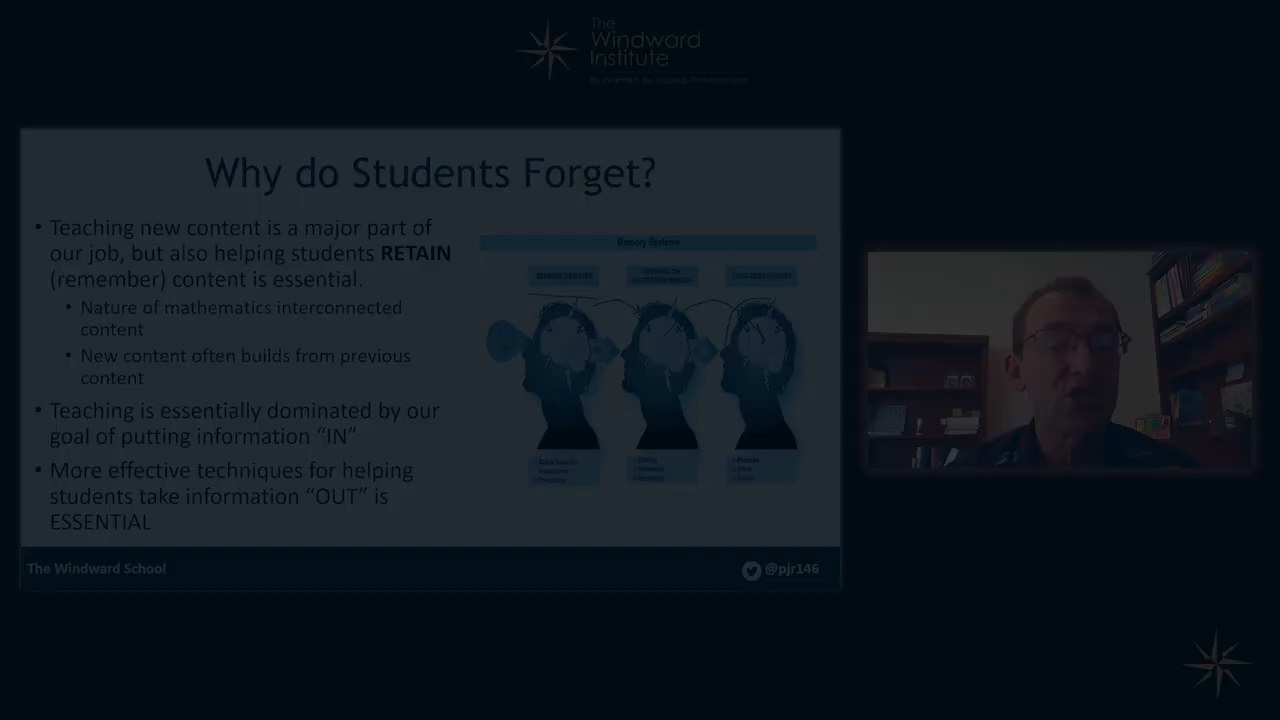 The
Windward
Institute
Why do Students Forget?
• Teaching new content is a major part of
our job, but also helping students RETAIN
(remember) content is essential.
• Nature of mathematics interconnected
content
• New content often builds from previous
content
• Teaching is essentially dominated by our
goal of putting information “IN”
• More effective techniques for helping
students take information “OUT” is
ESSENTIAL
Memory Systems
The Windward School
@pjr146